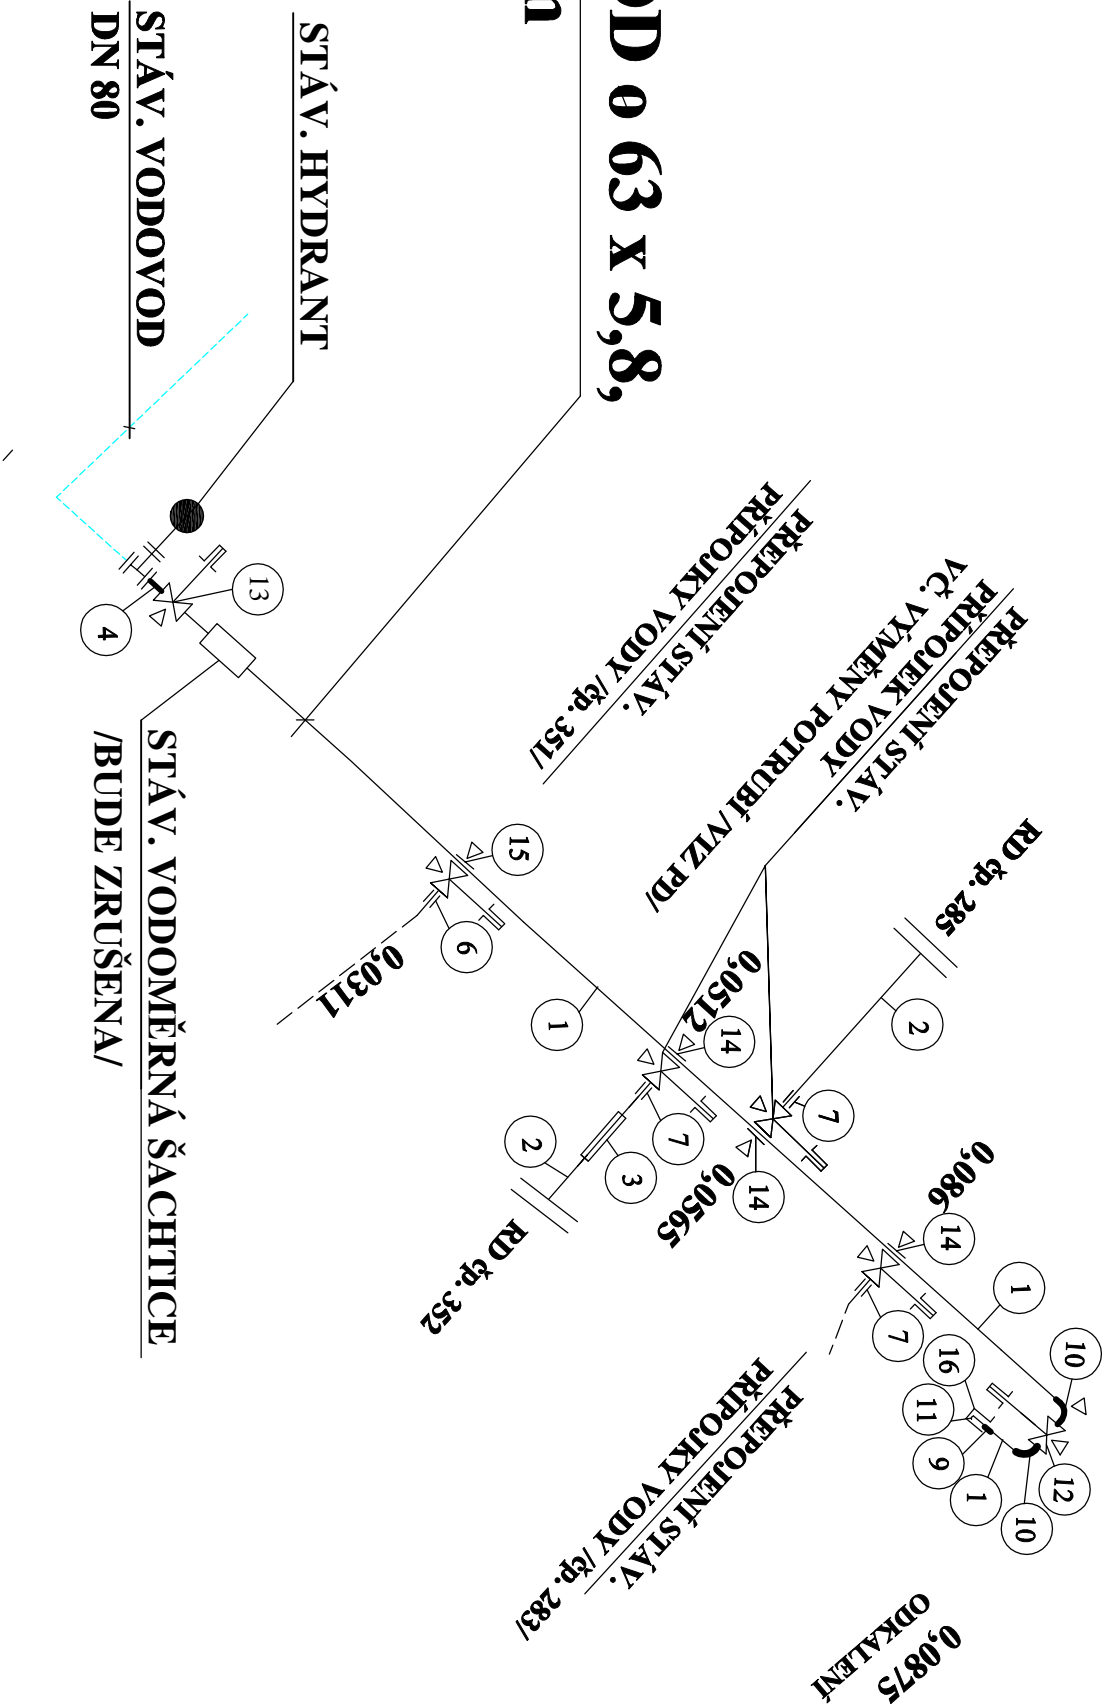 OD ø 63 x 5,8,
STÁV. HYDRANT
STÁV. VODOVOD
DN 80
PŘEPOJENÍ STÁV.
PŘÍPOJKY VODY /čp. 351/
PŘEPOJENÍ STÁV.
PŘÍPOJEK VODY
VČ. VÝMĚNY POTRUBÍ /VIZ PD/
RD čp. 285
13
4
STÁV. VODOMĚRNÁ ŠACHTICE
/BUDE ZRUŠENA/
15
6
0,0311
1
0,0512
14
2
7
7
3
2
14
0,0565
RD čp. 352
0,086
14
7
1
10
16
11
9
1
10
12
PŘEPOJENÍ STÁV.
PŘÍPOJKY VODY /čp. 283/
0,0875
ODKALENÍ